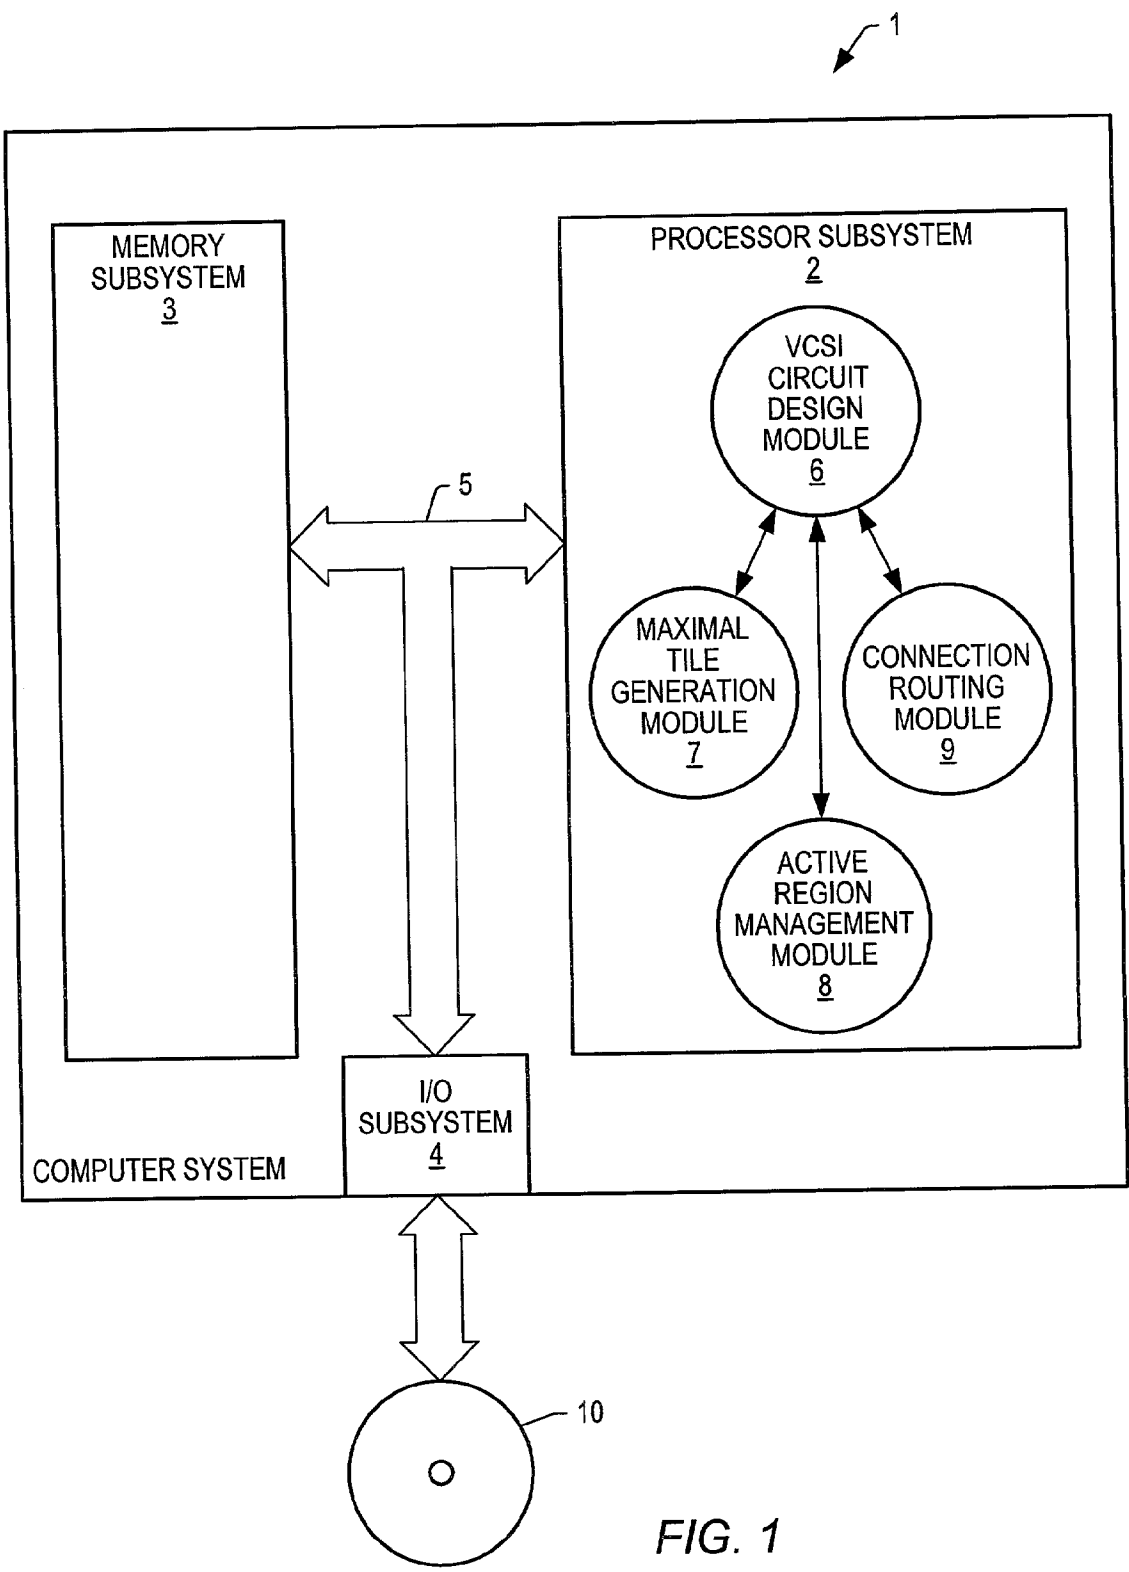 1
MEMORY
SUBSYSTEM
3
PROCESSOR SUBSYSTEM
2
VCSI
CIRCUIT
DESIGN
MODULE
6
5
MAXIMAL
TILE
GENERATION
MODULE
7
CONNECTION
ROUTING
MODULE
9
ACTIVE
REGION
MANAGEMENT
MODULE
8
I/O
SUBSYSTEM
4
COMPUTER SYSTEM
10
FIG. 1